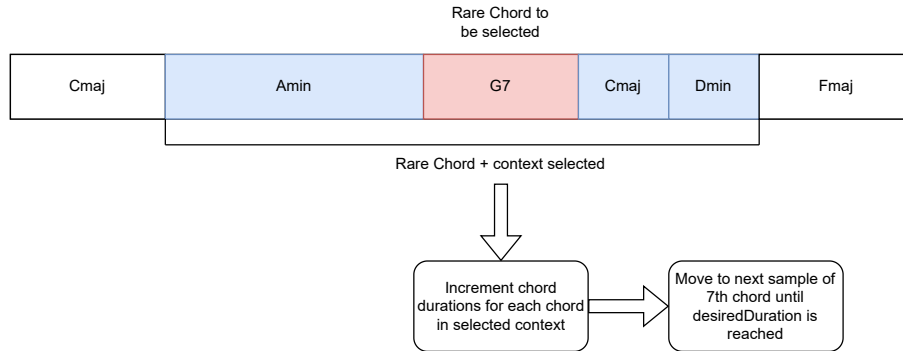 Rare Chord to
be selected
Cmaj
Amin
G7
Cmaj
Dmin
Fmaj
Rare Chord + context selected
Increment chord
durations for each chord
in selected context
Move to next sample of
7th chord until
desiredDuration is
reached